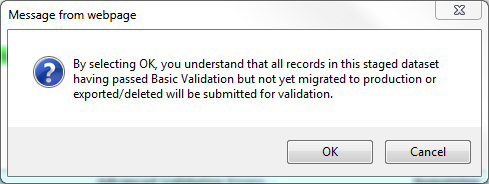 Message from webpage
By selecting OK, you understand that all records in this staged dataset
having passed Basic Validation but not yet migrated to production or
exported/deleted will be submitted for validation.
OK
Cancel